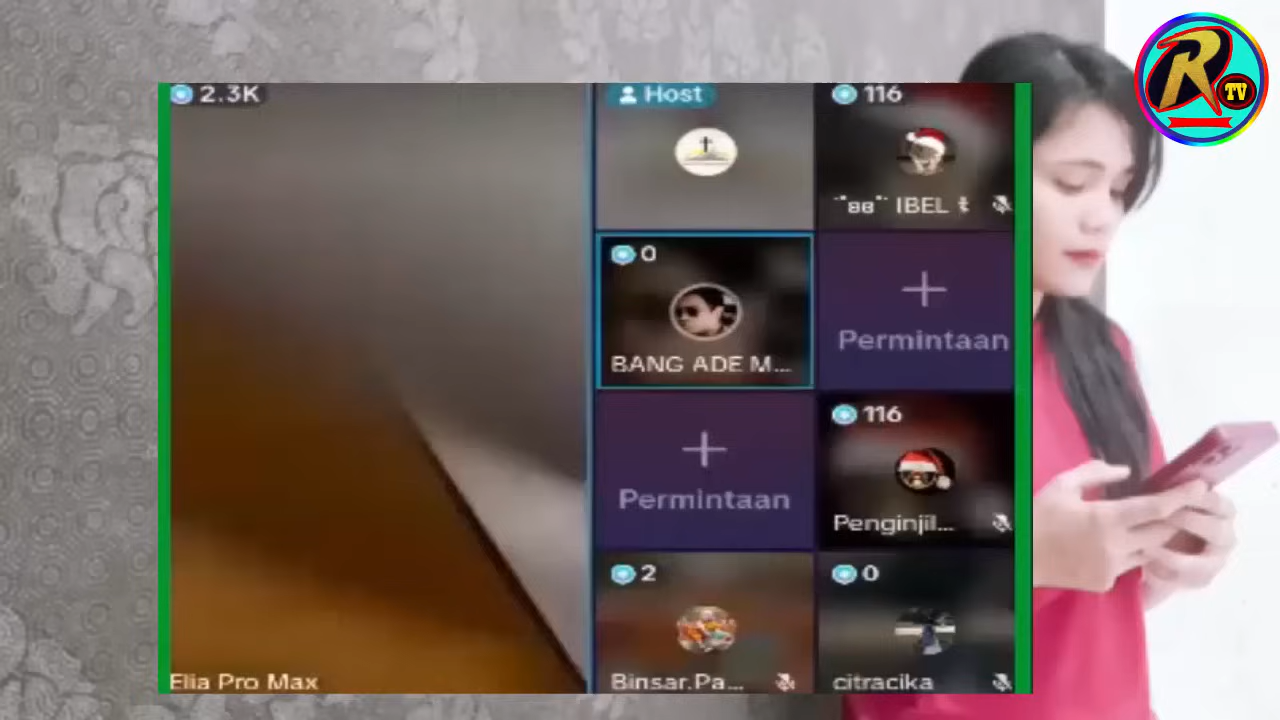 R
TV
2.3K
Host
116
IBEL
0
BANG ADE M...
Permintaan
Permintaan
116
Penginjil...
2
0
Elia Pro Max
Binsar.Pa...
citracika